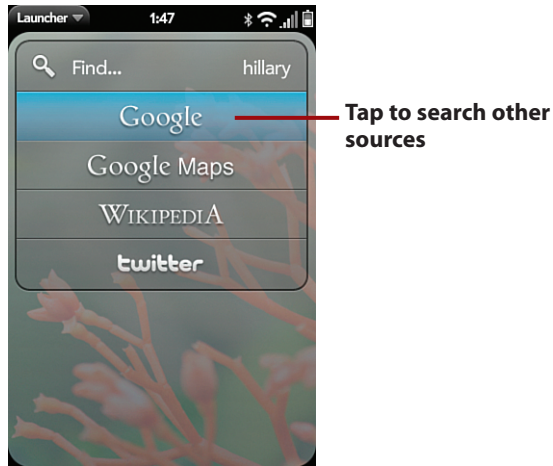 Launcher 1:47
Find... hillary
Google
Tap to search other
sources
Google Maps
WIKIPEDIA
twitter